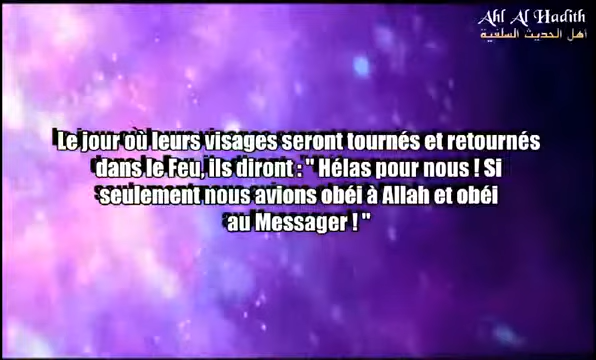 Ahl Al Hadith
اهل الحديث السلفية
Le jour où leurs visages seront tournés et retournés
dans le Feu, ils diront : " Hélas pour nous ! Si
seulement nous avions obéi à Allah et obéi
au Messager ! "